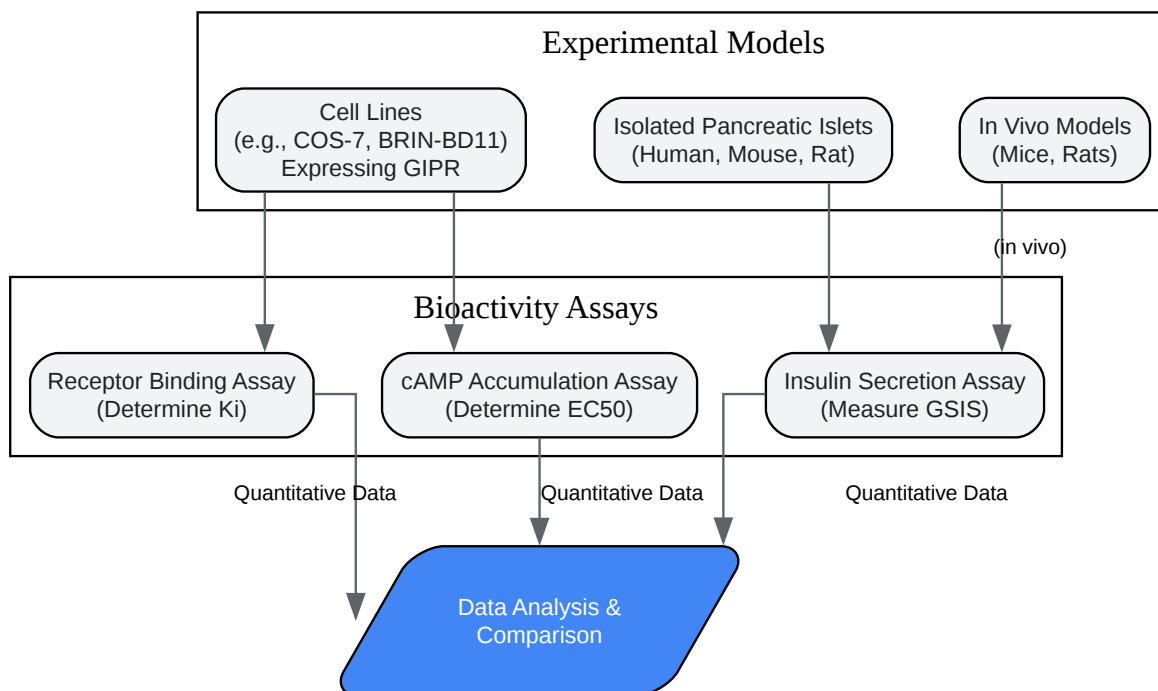 Experimental Models
Cell Lines
(e.g., COS-7, BRIN-BD11)
Expressing GIPR
Isolated Pancreatic Islets
(Human, Mouse, Rat)
In Vivo Models
(Mice, Rats)
(in vivo)
Bioactivity Assays
Receptor Binding Assay
(Determine Ki)
cAMP Accumulation Assay
(Determine EC50)
Insulin Secretion Assay
(Measure GSIS)
Quantitative Data
Quantitative Data
Quantitative Data
Data Analysis &
Comparison